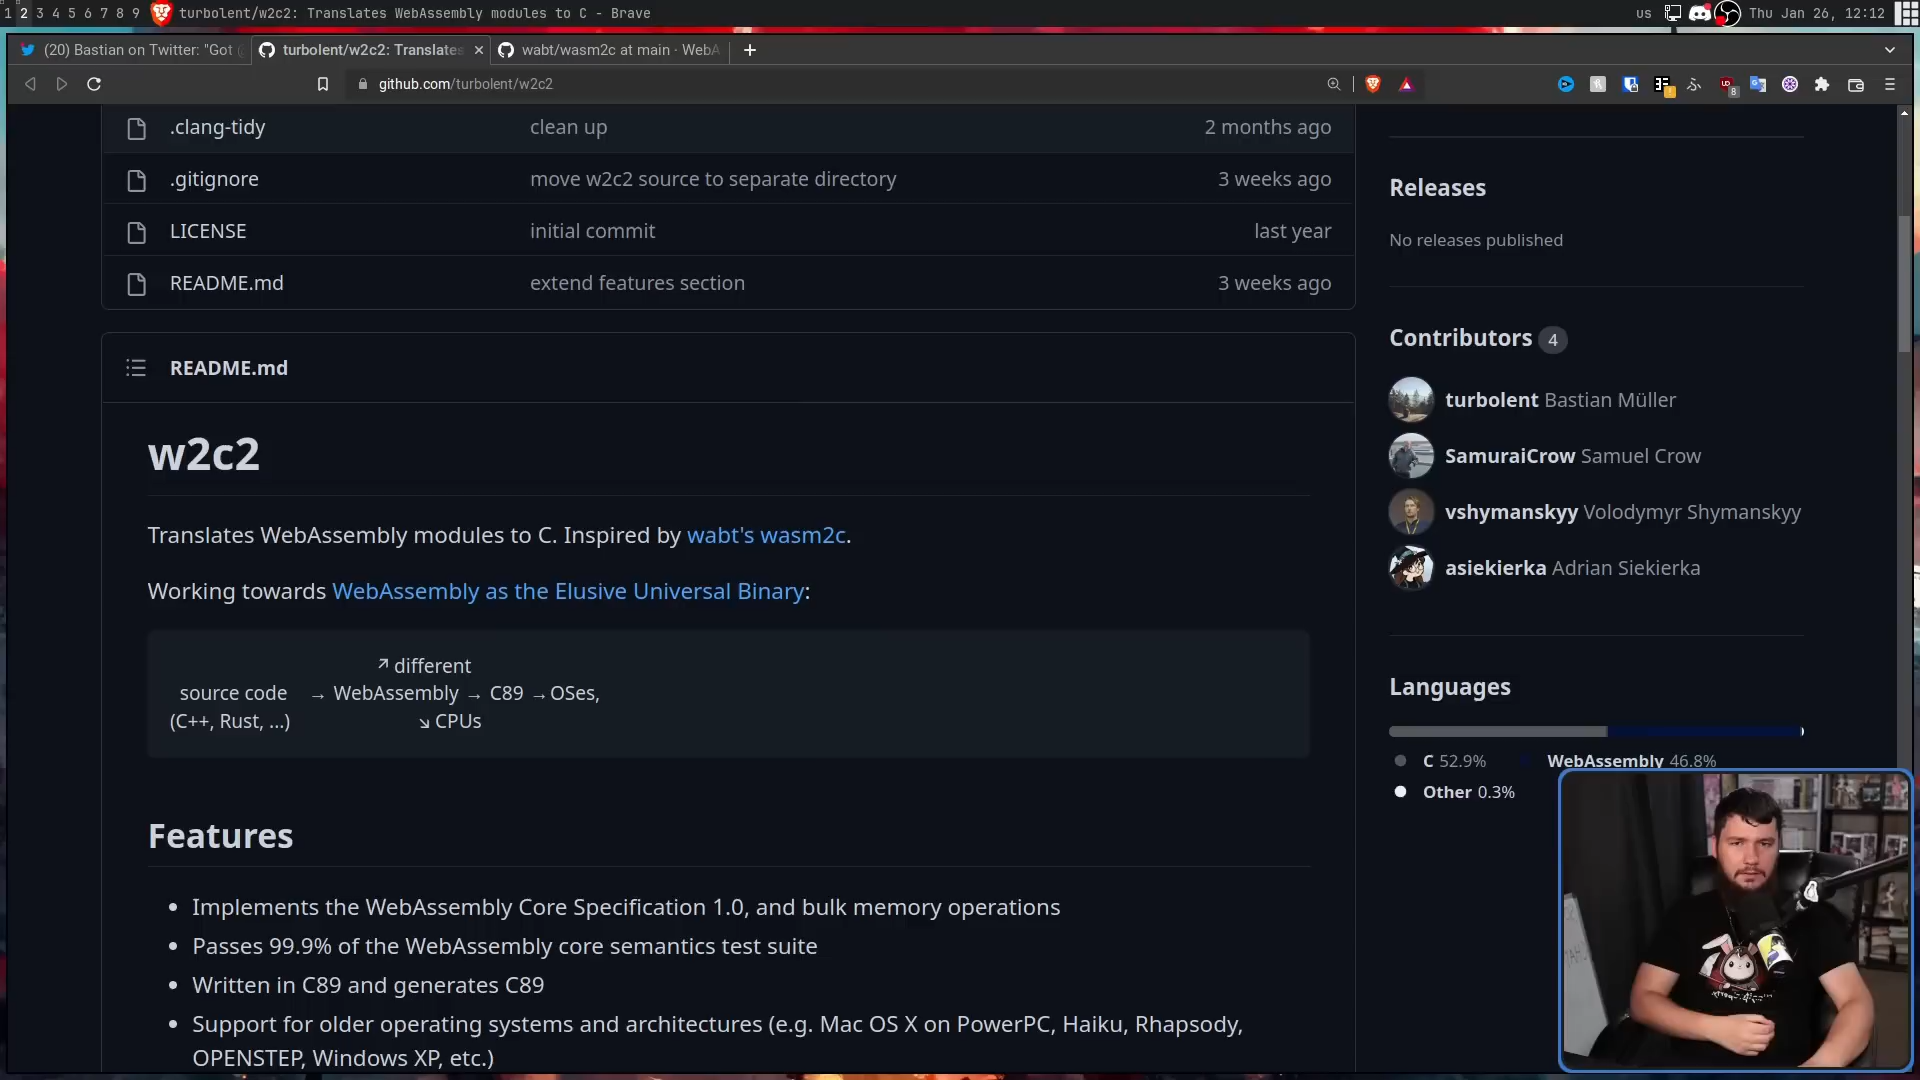 1 2 3 4 5 6 7 8 9 turbolent/w2c2: Translates WebAssembly modules to C - Brave us Thu Jan 26, 12:12
(20) Bastian on Twitter: "Got turbolent/w2c2: Translates wabt/wasm2c at main · WebA
github.com/turbolent/w2c2 8
.clang-tidy clean up 2 months ago
.gitignore move w2c2 source to separate directory 3 weeks ago
LICENSE initial commit last year
README.md extend features section 3 weeks ago
README.md
w2c2
Translates WebAssembly modules to C. Inspired by wabt's wasm2c.
Working towards WebAssembly as the Elusive Universal Binary:
↗ different
source code → WebAssembly → C89 → OSes,
(C++, Rust, ...) ↘ CPUs
Features
• Implements the WebAssembly Core Specification 1.0, and bulk memory operations
• Passes 99.9% of the WebAssembly core semantics test suite
• Written in C89 and generates C89
• Support for older operating systems and architectures (e.g. Mac OS X on PowerPC, Haiku, Rhapsody,
OPENSTEP, Windows XP, etc.)
Releases
No releases published
Contributors 4
turbolent Bastian Müller
SamuraiCrow Samuel Crow
vshymanskyy Volodymyr Shymanskyy
asiekierka Adrian Siekierka
Languages
C 52.9% WebAssembly 46.8%
Other 0.3%